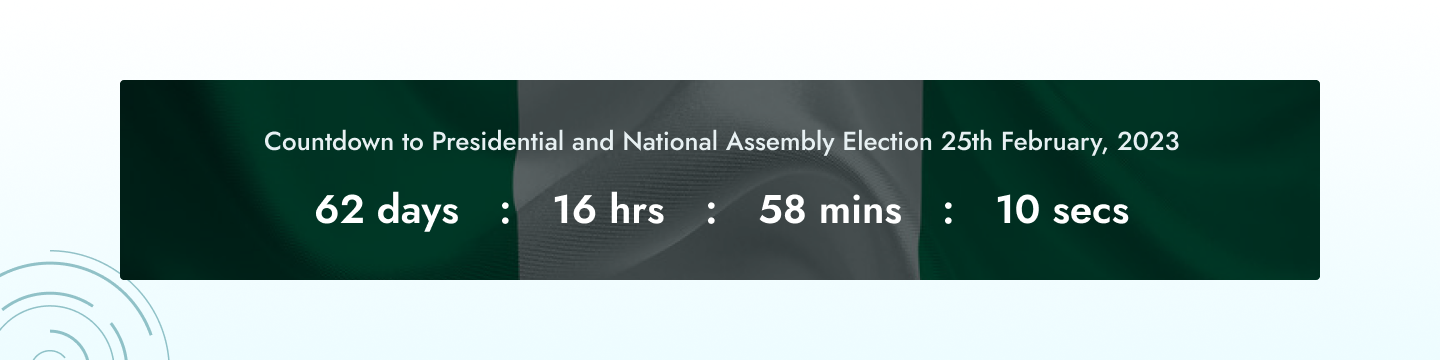 Countdown to Presidential and National Assembly Election 25th February, 2023
62 days : 16 hrs : 58 mins : 10 secs